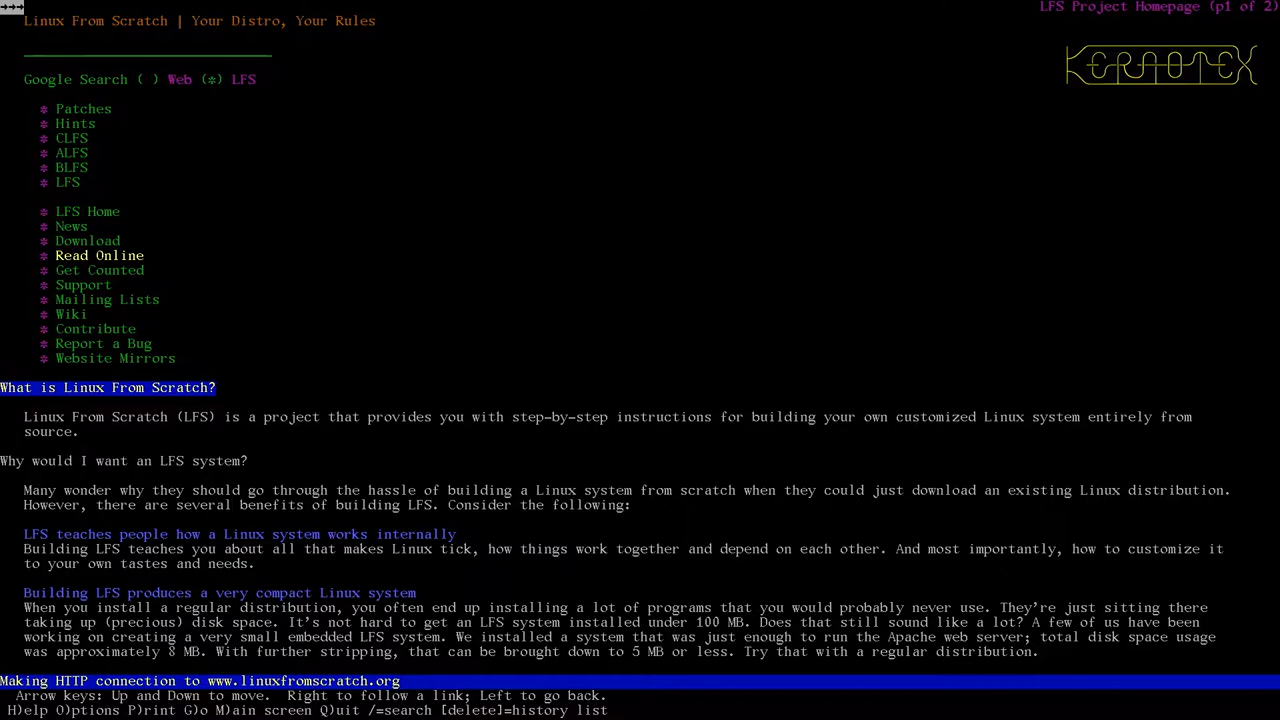 →→→
LFS Project Homepage (p1 of 2)
Linux From Scratch | Your Distro, Your Rules
KERNOTEX
Google Search ( ) Web (*) LFS
* Patches
* Hints
* CLFS
* ALFS
* BLFS
* LFS
* LFS Home
* News
* Download
* Read Online
* Get Counted
* Support
* Mailing Lists
* Wiki
* Contribute
* Report a Bug
* Website Mirrors
What is Linux From Scratch?
Linux From Scratch (LFS) is a project that provides you with step-by-step instructions for building your own customized Linux system entirely from
source.
Why would I want an LFS system?
Many wonder why they should go through the hassle of building a Linux system from scratch when they could just download an existing Linux distribution.
However, there are several benefits of building LFS. Consider the following:
LFS teaches people how a Linux system works internally
Building LFS teaches you about all that makes Linux tick, how things work together and depend on each other. And most importantly, how to customize it
to your own tastes and needs.
Building LFS produces a very compact Linux system
When you install a regular distribution, you often end up installing a lot of programs that you would probably never use. They're just sitting there
taking up (precious) disk space. It's not hard to get an LFS system installed under 100 MB. Does that still sound like a lot? A few of us have been
working on creating a very small embedded LFS system. We installed a system that was just enough to run the Apache web server; total disk space usage
was approximately 8 MB. With further stripping, that can be brought down to 5 MB or less. Try that with a regular distribution.
Making HTTP connection to www.linuxfromscratch.org
Arrow keys: Up and Down to move. Right to follow a link; Left to go back.
H)elp O)ptions P)rint G)o M)ain screen Q)uit /=search [delete]=history list